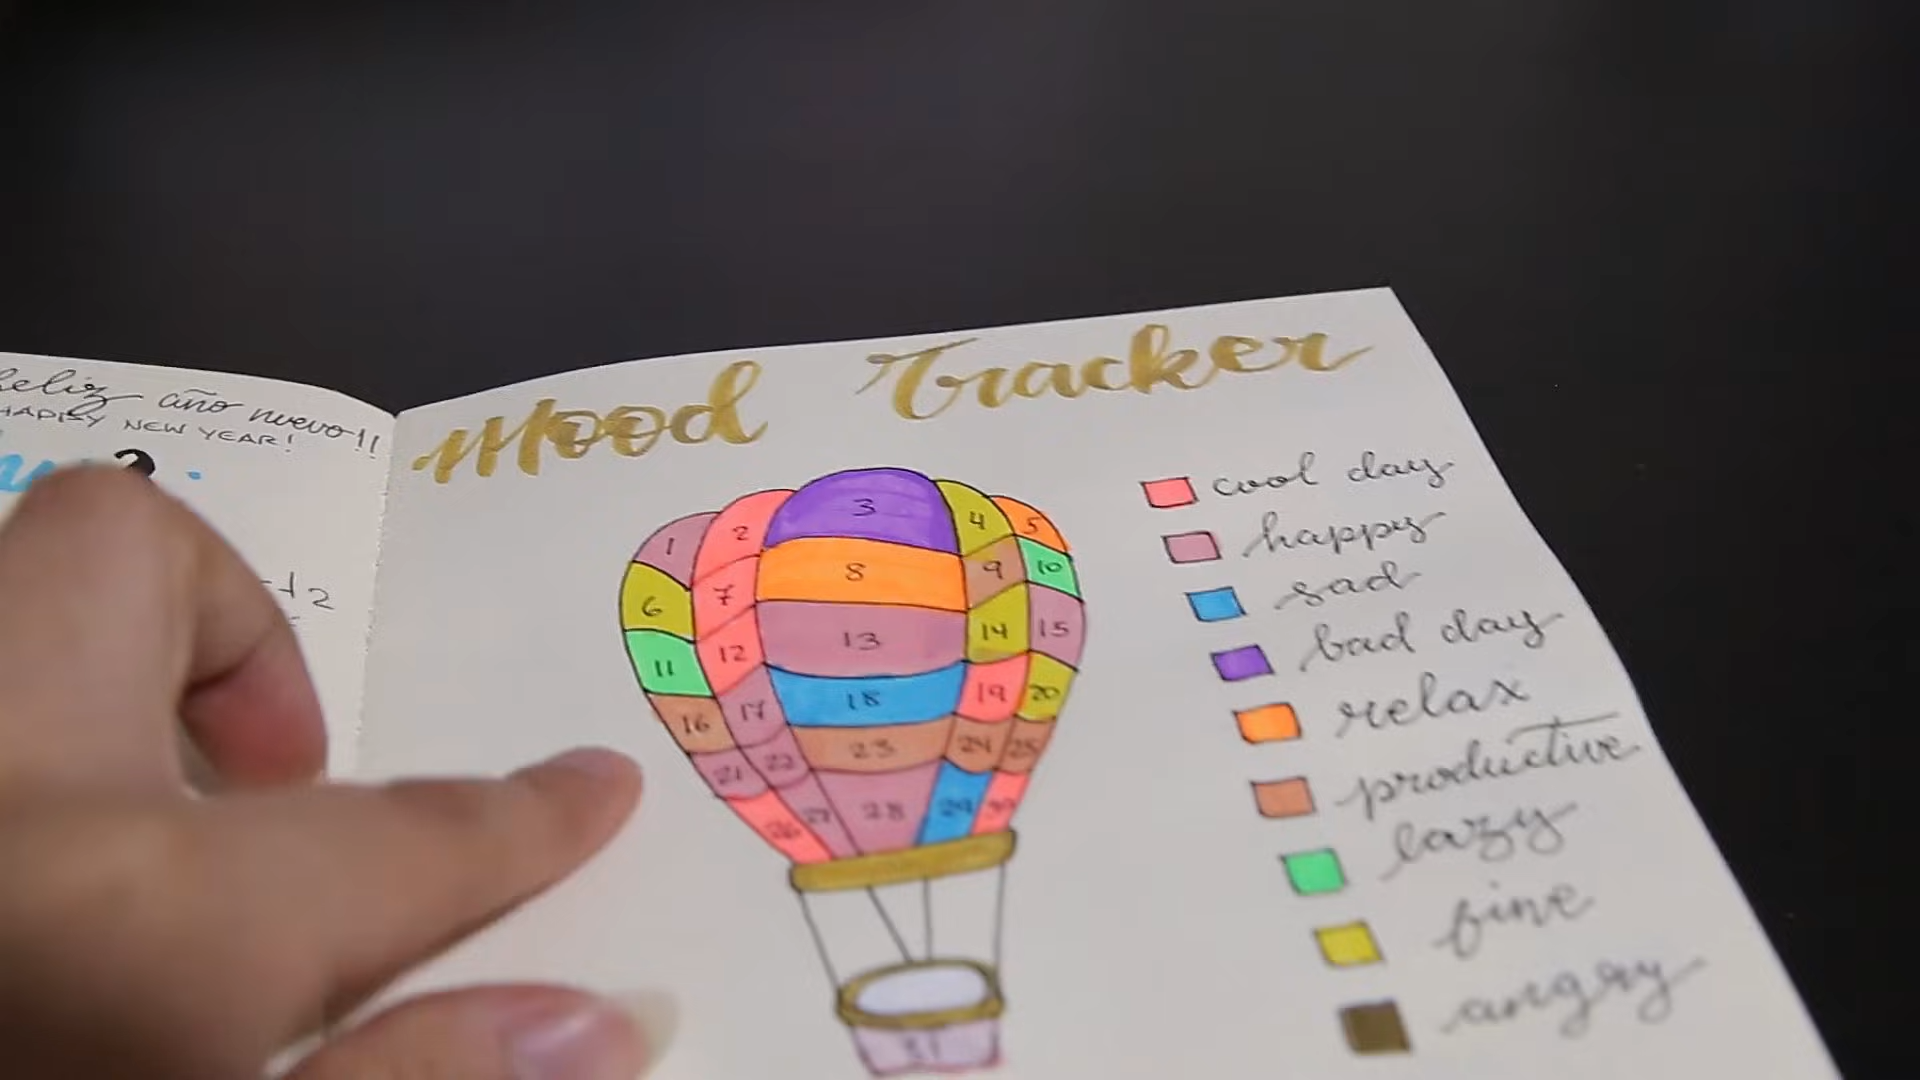 feliz año nuevo!!
HAPPY NEW YEAR!
Mood Tracker
1 2 3 4 5
6 7 8 9 10
11 12 13 14 15
16 17 18 19 20
21 22 23 24 25
26 27 28 29 30
31
cool day
happy
sad
bad day
relax
productive
lazy
fine
angry